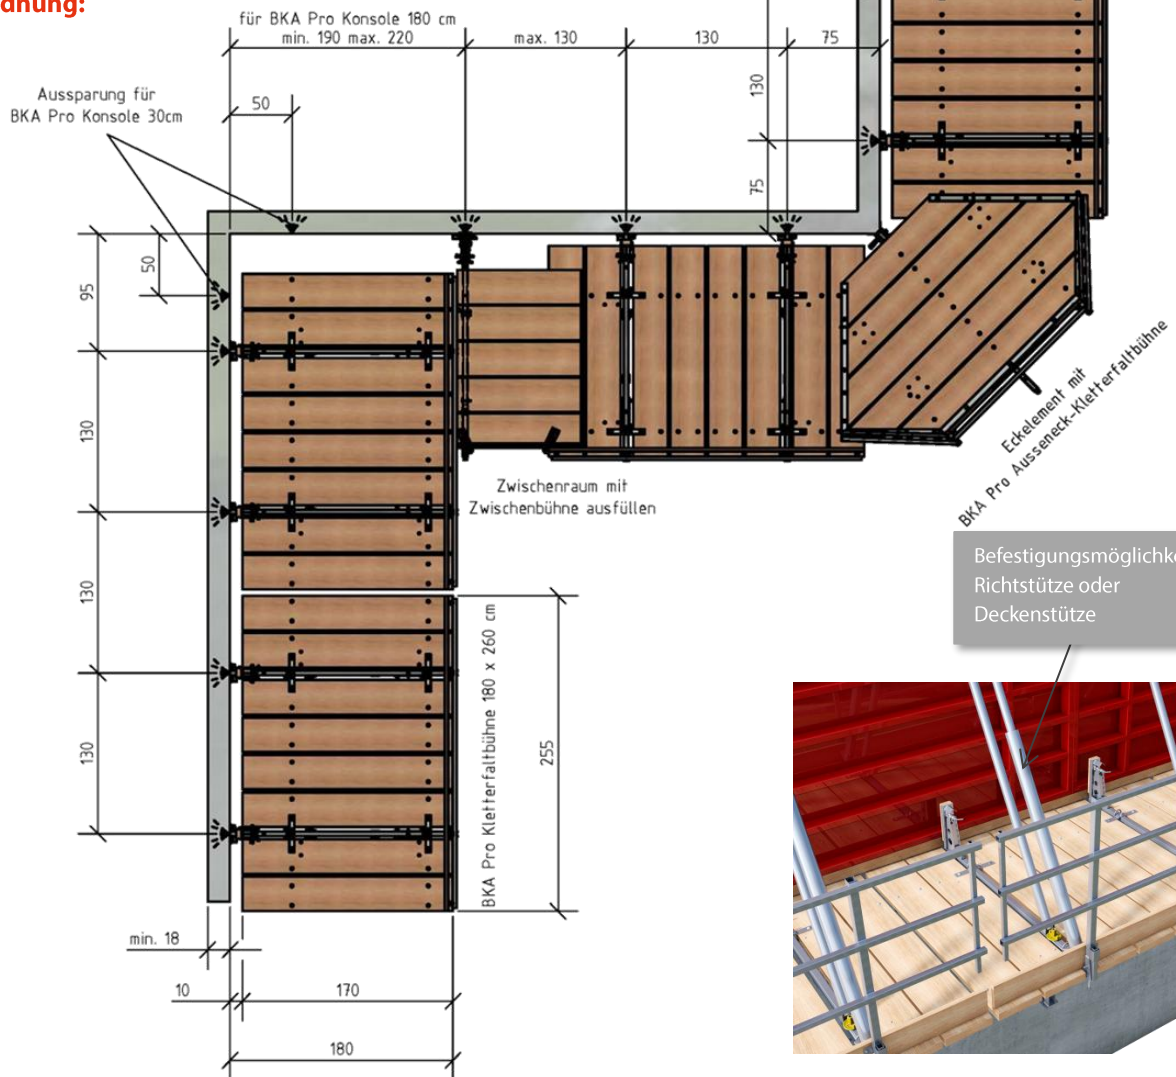 dnung:
für BKA Pro Konsole 180 cm
min. 190 max. 220
max. 130
130
75
Aussparung für
BKA Pro Konsole 30cm
50
130
75
50
95
130
130
130
Zwischenraum mit
Zwischenbühne ausfüllen
Eckelement mit
BKA Pro Ausseneck-Kletterfaltbühne
Befestigungsmöglichke
Richtstütze oder
Deckenstütze
BKA Pro Kletterfaltbühne 180 x 260 cm
255
min. 18
10
170
180